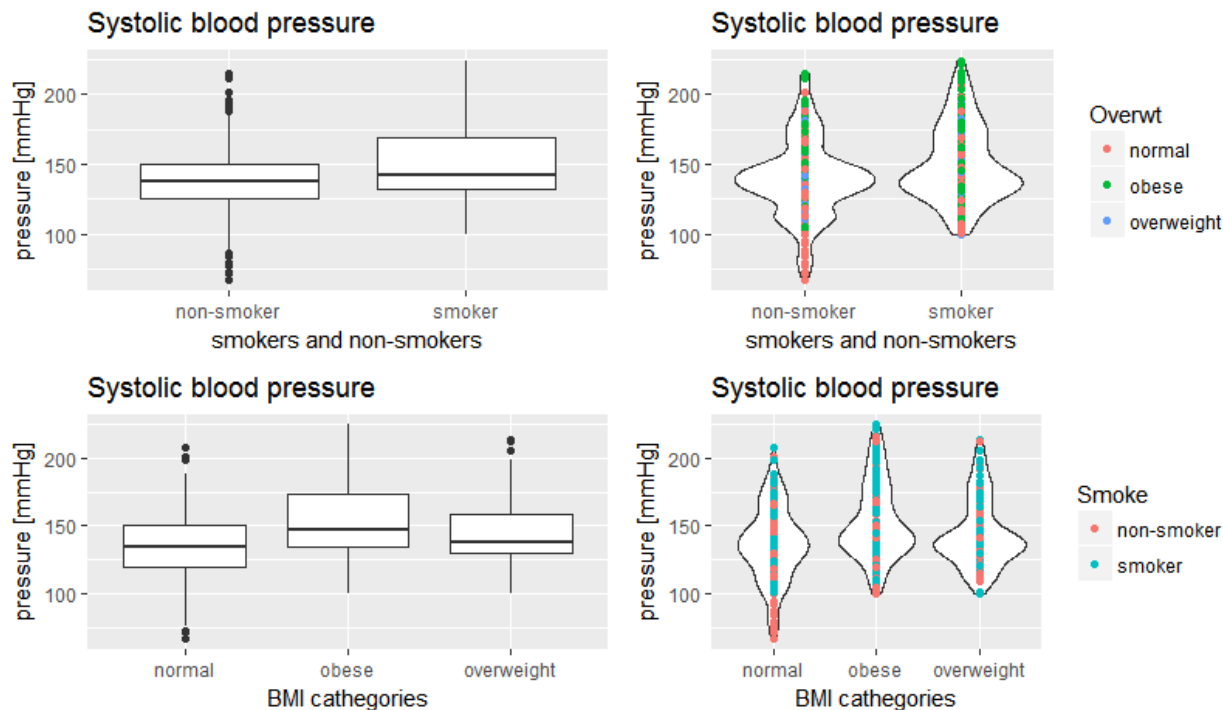 Systolic blood pressure
pressure [mmHg]
200
150
100
non-smoker
smoker
smokers and non-smokers
Systolic blood pressure
pressure [mmHg]
200
150
100
non-smoker
smoker
smokers and non-smokers
Overwt
normal
obese
overweight
Systolic blood pressure
pressure [mmHg]
200
150
100
normal
obese
overweight
BMI cathegories
Systolic blood pressure
pressure [mmHg]
200
150
100
normal
obese
overweight
BMI cathegories
Smoke
non-smoker
smoker